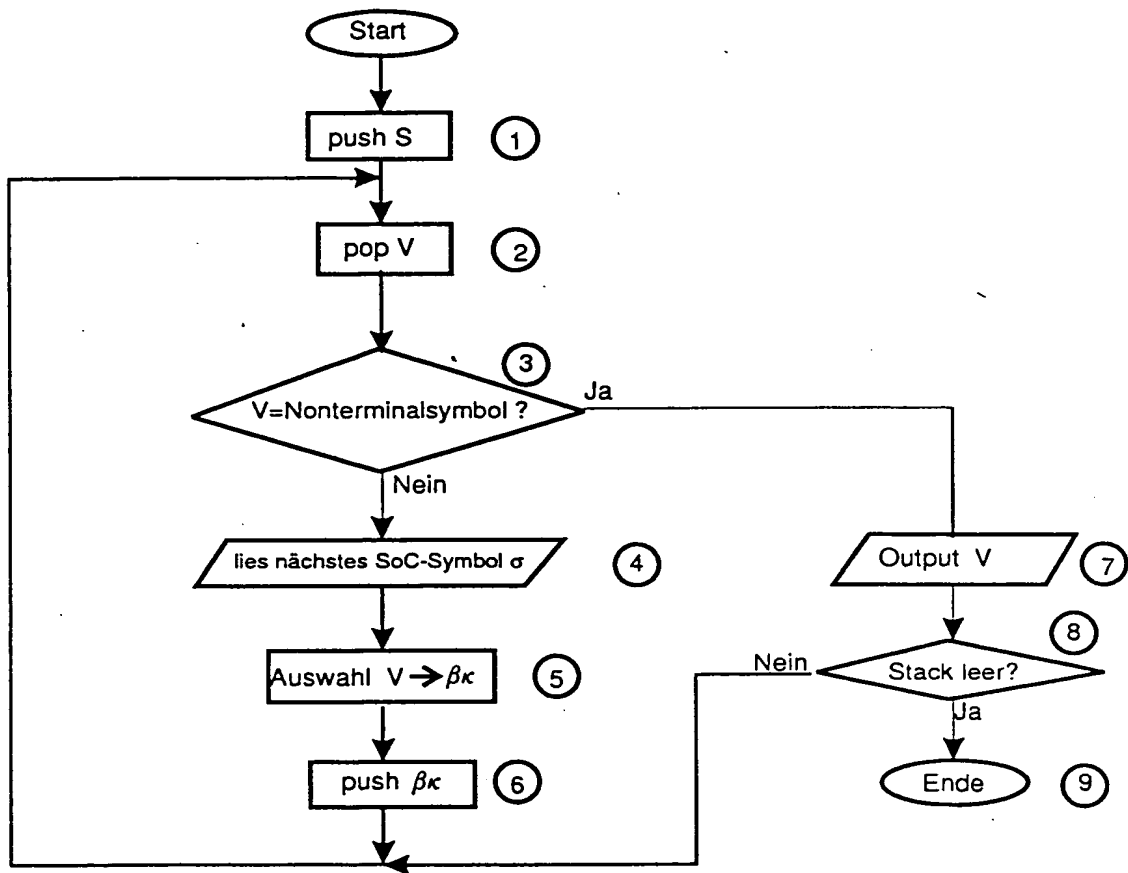 Start
push S
1
pop V
2
3
V=Nonterminalsymbol ?
Ja
Nein
lies nächstes SoC-Symbol σ
4
Output V
7
8
Auswahl V → βκ
5
Nein
Stack leer?
Ja
push βκ
6
Ende
9